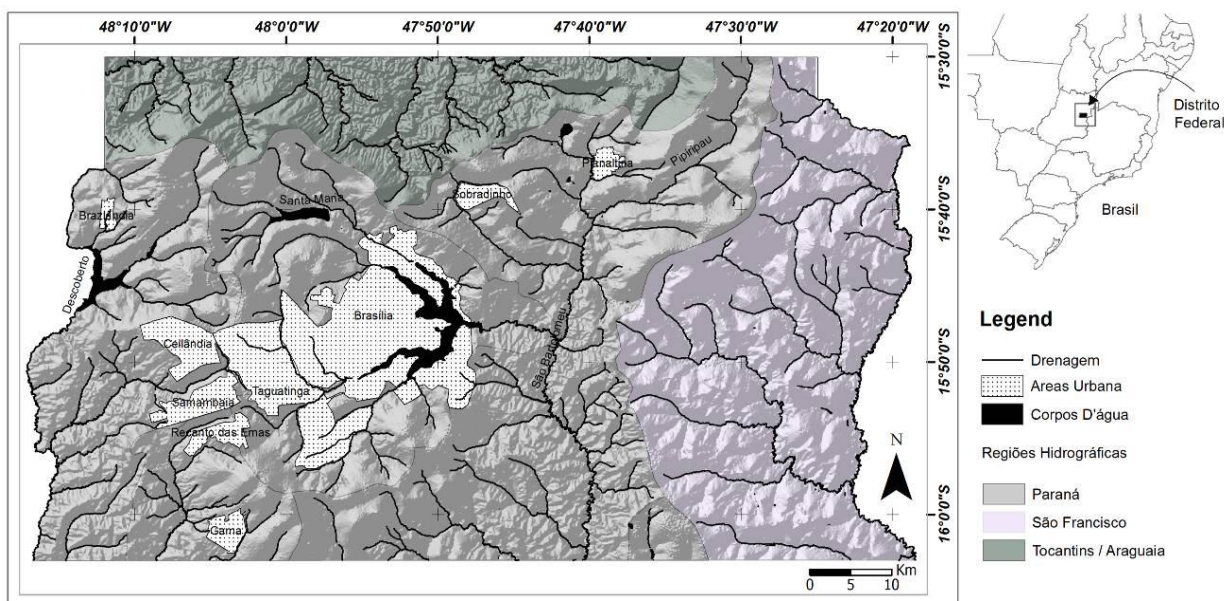 48°10'0"W
48°0'0"W
47°50'0"W
47°40'0"W
47°30'0"W
47°20'0"W
15°30'0"S
15°40'0"S
15°50'0"S
16°0'0"S
Planaltina
Pipiripau
Sobradinho
Santa Maria
Brazlândia
Descoberto
Brasília
São Bartolomeu
Ceilândia
Taguatinga
Samambaia
Recanto das Emas
Gama
N
Km
0 5 10
Distrito
Federal
Brasil
Legend
Drenagem
Areas Urbana
Corpos D'água
Regiões Hidrográficas
Paraná
São Francisco
Tocantins / Araguaia